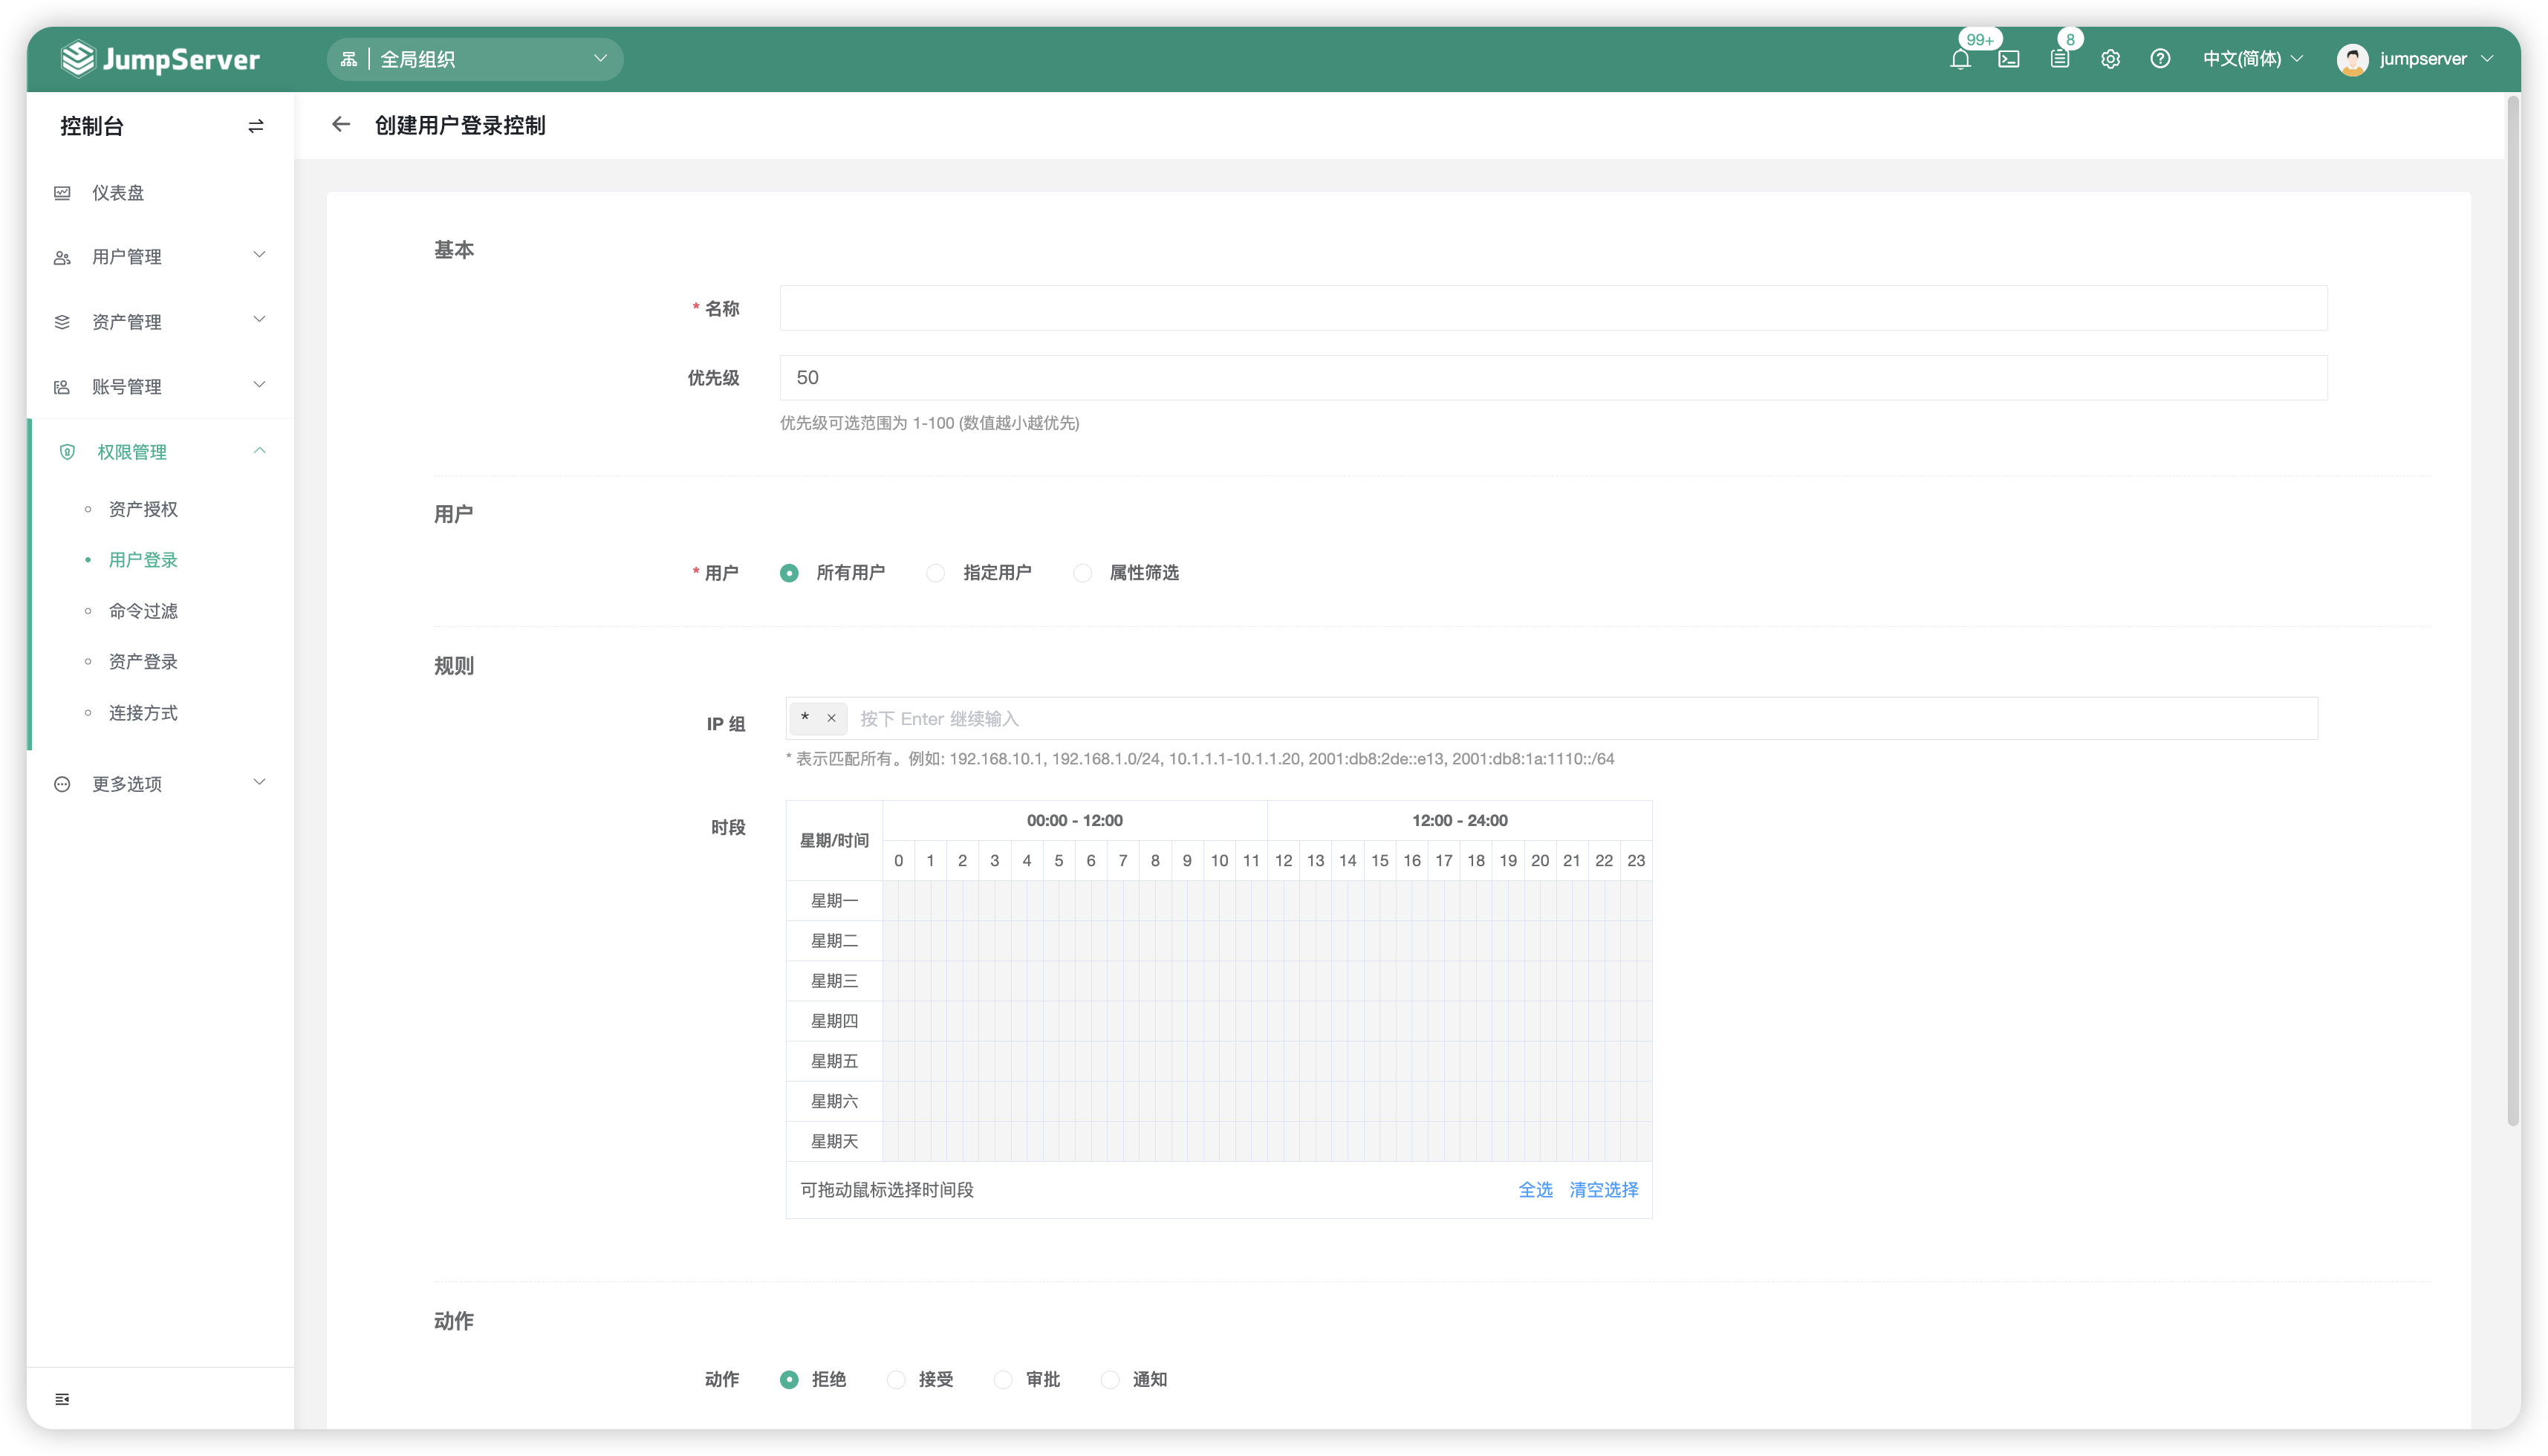 JumpServer
全局组织
99+
8
中文(简体)
jumpserver
控制台
创建用户登录控制
仪表盘
用户管理
资产管理
账号管理
权限管理
资产授权
用户登录
命令过滤
资产登录
连接方式
更多选项
基本
* 名称
优先级
50
优先级可选范围为 1-100 (数值越小越优先)
用户
* 用户
所有用户
指定用户
属性筛选
规则
IP 组
* ×
按下 Enter 继续输入
* 表示匹配所有。例如: 192.168.10.1, 192.168.1.0/24, 10.1.1.1-10.1.1.20, 2001:db8:2de::e13, 2001:db8:1a:1110::/64
时段
星期/时间
00:00 - 12:00
12:00 - 24:00
0 1 2 3 4 5 6 7 8 9 10 11 12 13 14 15 16 17 18 19 20 21 22 23
星期一
星期二
星期三
星期四
星期五
星期六
星期天
可拖动鼠标选择时间段
全选
清空选择
动作
动作
拒绝
接受
审批
通知